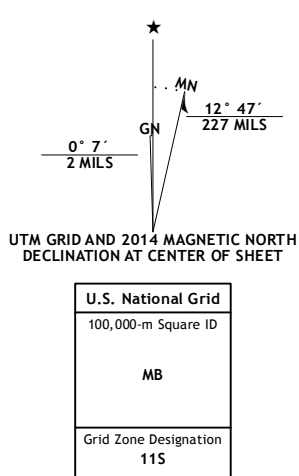 MN
GN
12° 47´
227 MILS
0° 7´
2 MILS
UTM GRID AND 2014 MAGNETIC NORTH
DECLINATION AT CENTER OF SHEET
U.S. National Grid
100,000-m Square ID
MB
Grid Zone Designation
11S